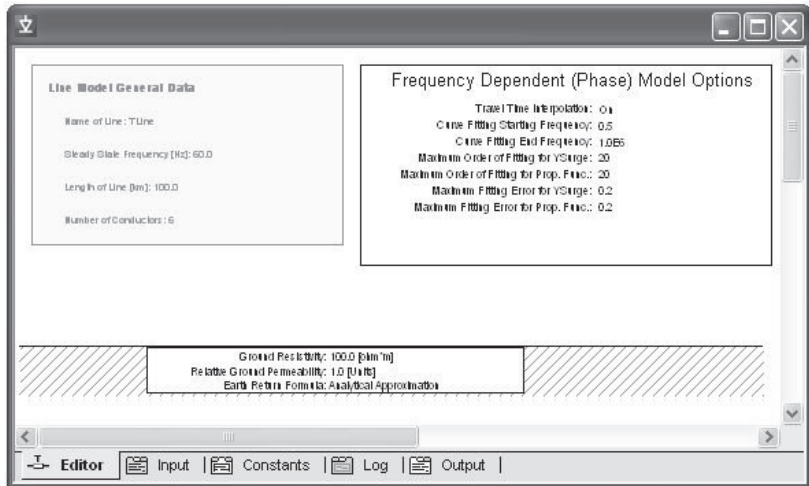 Line Model General Data
Name of Line: TLine
Steady State Frequency [Hz]: 60.0
Length of Line [km]: 100.0
Number of Conductors: 6
Frequency Dependent (Phase) Model Options
Travel Time Interpolation: On
Curve Fitting Starting Frequency: 0.5
Curve Fitting End Frequency: 1.0E6
Maximum Order of Fitting for YSurge: 20
Maximum Order of Fitting for Prop. Func.: 20
Maximum Fitting Error for YSurge: 0.2
Maximum Fitting Error for Prop. Func.: 0.2
Ground Resistivity: 100.0 [ohm*m]
Relative Ground Permeability: 1.0 [Units]
Earth Return Formula: Analytical Approximation
Editor Input Constants Log Output